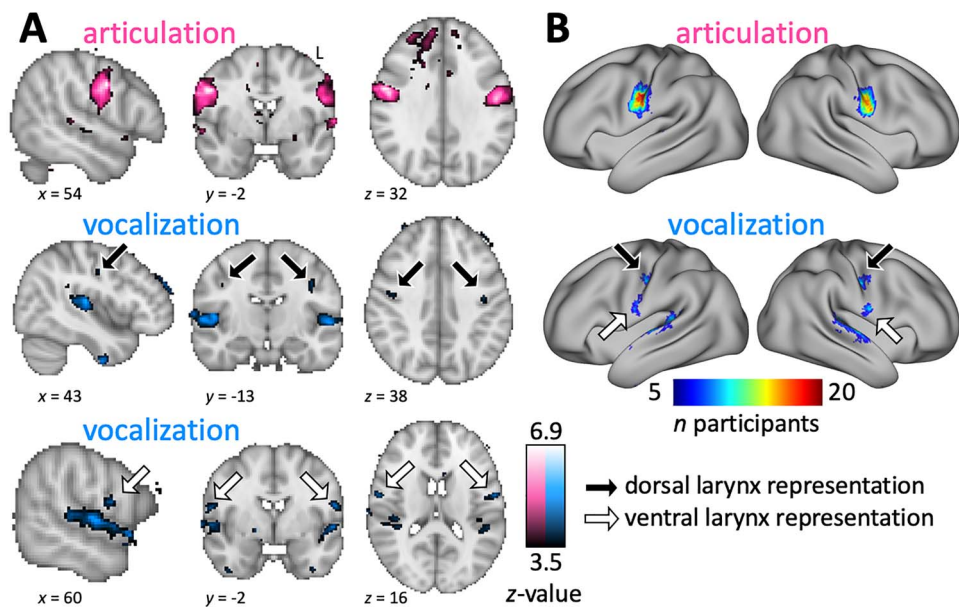 A
articulation
L
x = 54
y = -2
z = 32
vocalization
x = 43
y = -13
z = 38
vocalization
x = 60
y = -2
z = 16
6.9
3.5
z-value
B
articulation
vocalization
5
20
n participants
dorsal larynx representation
ventral larynx representation